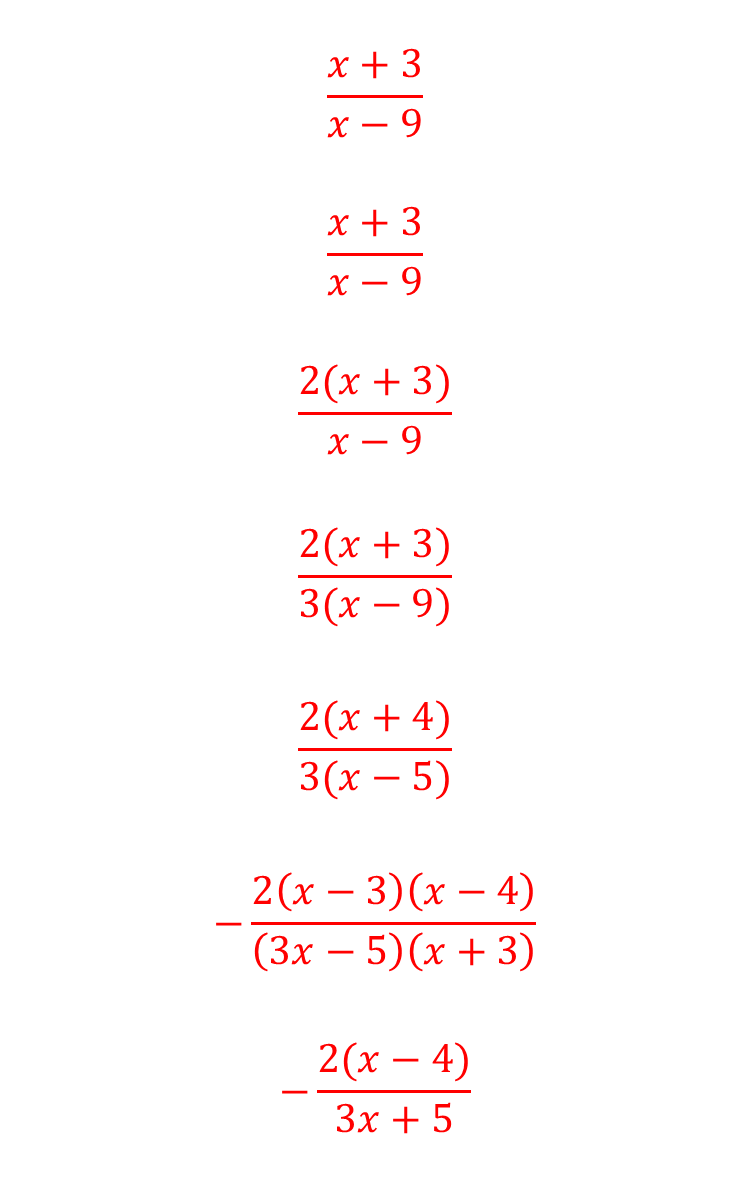 x + 3
x − 9
x + 3
x − 9
2(x + 3)
x − 9
2(x + 3)
3(x − 9)
2(x + 4)
3(x − 5)
− 2(x − 3)(x − 4)
(3x − 5)(x + 3)
− 2(x − 4)
3x + 5